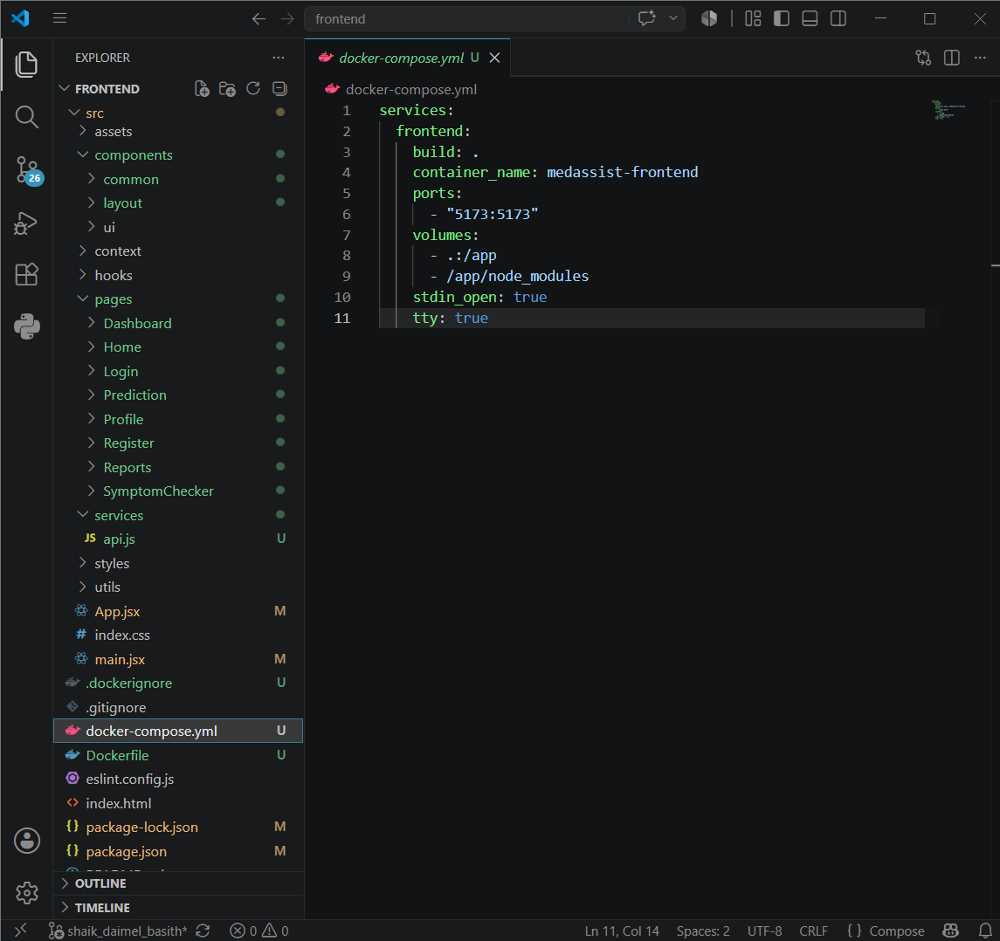 frontend
EXPLORER
FRONTEND
src
assets
components
common
layout
ui
context
hooks
pages
Dashboard
Home
Login
Prediction
Profile
Register
Reports
SymptomChecker
services
JS api.js U
styles
utils
App.jsx M
# index.css
main.jsx M
.dockerignore U
.gitignore
docker-compose.yml U
Dockerfile U
eslint.config.js
<> index.html
{} package-lock.json M
{} package.json M
OUTLINE
TIMELINE
26
docker-compose.yml U
docker-compose.yml
1 services:
2 frontend:
3 build: .
4 container_name: medassist-frontend
5 ports:
6 - "5173:5173"
7 volumes:
8 - .:/app
9 - /app/node_modules
10 stdin_open: true
11 tty: true
shaik_daimel_basith* 0 0 Ln 11, Col 14 Spaces: 2 UTF-8 CRLF {} Compose